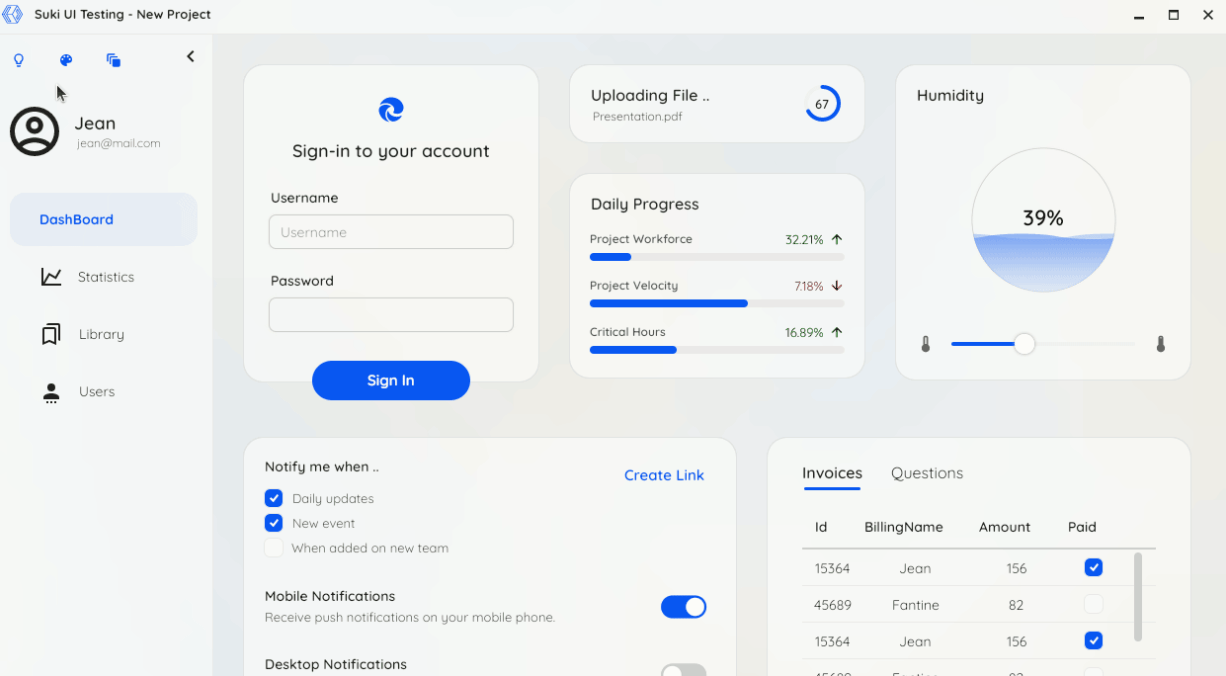 Suki UI Testing - New Project
Jean
jean@mail.com
DashBoard
Statistics
Library
Users
Sign-in to your account
Username
Username
Password
Sign In
Uploading File ..
Presentation.pdf
67
Daily Progress
Project Workforce 32.21%
Project Velocity 7.18%
Critical Hours 16.89%
Humidity
39%
Notify me when ..
Create Link
Daily updates
New event
When added on new team
Mobile Notifications
Receive push notifications on your mobile phone.
Desktop Notifications
Invoices Questions
Id BillingName Amount Paid
15364 Jean 156
45689 Fantine 82
15364 Jean 156